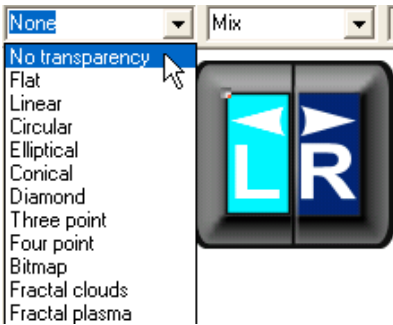 None Mix
No transparency
Flat
Linear
Circular
Elliptical
Conical
Diamond
Three point
Four point
Bitmap
Fractal clouds
Fractal plasma
L R